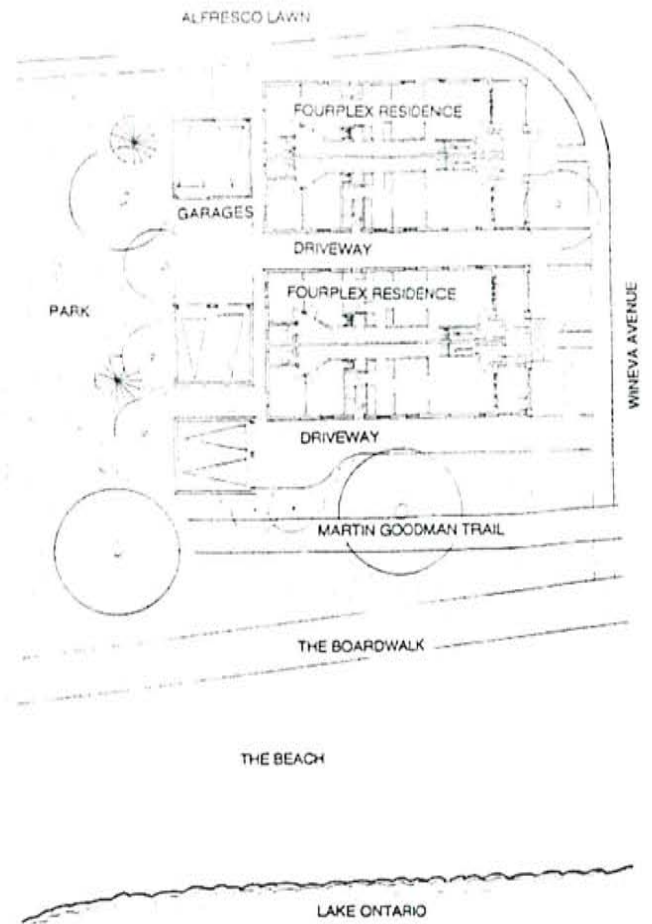 ALFRESCO LAWN
FOURPLEX RESIDENCE
GARAGES
DRIVEWAY
FOURPLEX RESIDENCE
PARK
WINEVA AVENUE
DRIVEWAY
MARTIN GOODMAN TRAIL
THE BOARDWALK
THE BEACH
LAKE ONTARIO